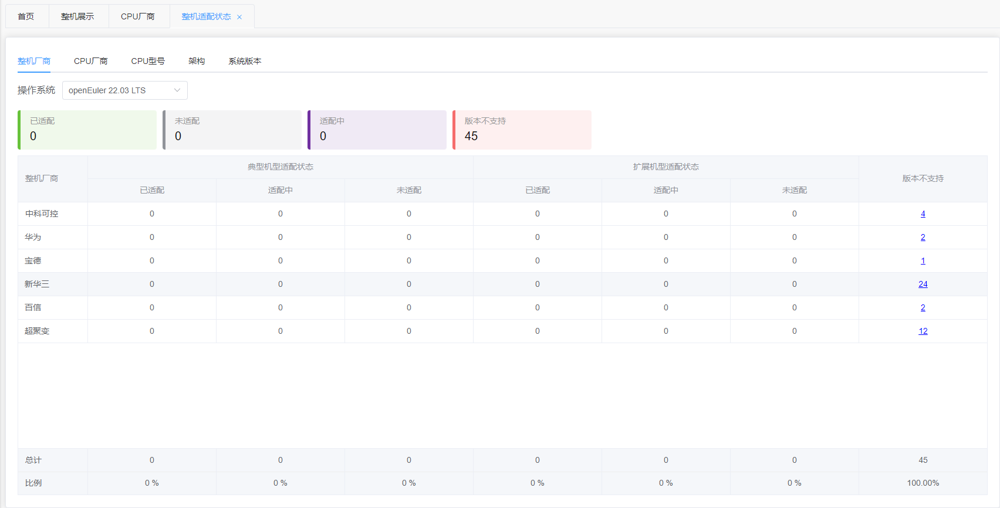 首页 整机展示 CPU厂商 整机适配状态 ×
整机厂商 CPU厂商 CPU型号 架构 系统版本
操作系统 openEuler 22.03 LTS
已适配 未适配 适配中 版本不支持
0 0 0 45
整机厂商 典型机型适配状态 扩展机型适配状态 版本不支持
已适配 适配中 未适配 已适配 适配中 未适配
中科可控 0 0 0 0 0 0 4
华为 0 0 0 0 0 0 2
宝德 0 0 0 0 0 0 1
新华三 0 0 0 0 0 0 24
百信 0 0 0 0 0 0 2
超聚变 0 0 0 0 0 0 12
总计 0 0 0 0 0 0 45
比例 0 % 0 % 0 % 0 % 0 % 0 % 100.00%